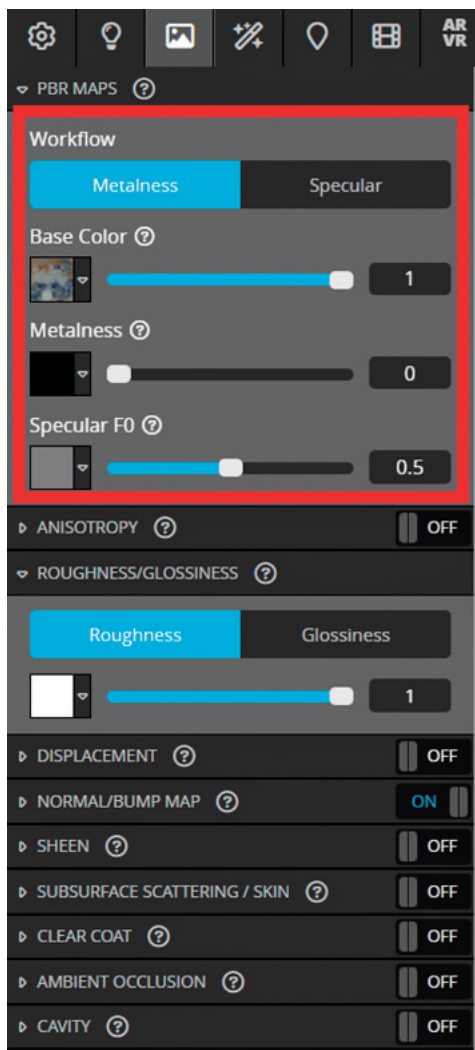 AR
VR
PBR MAPS ?
Workflow
Metalness Specular
Base Color ?
1
Metalness ?
0
Specular F0 ?
0.5
ANISOTROPY ? OFF
ROUGHNESS/GLOSSINESS ?
Roughness Glossiness
1
DISPLACEMENT ? OFF
NORMAL/BUMP MAP ? ON
SHEEN ? OFF
SUBSURFACE SCATTERING / SKIN ? OFF
CLEAR COAT ? OFF
AMBIENT OCCLUSION ? OFF
CAVITY ? OFF